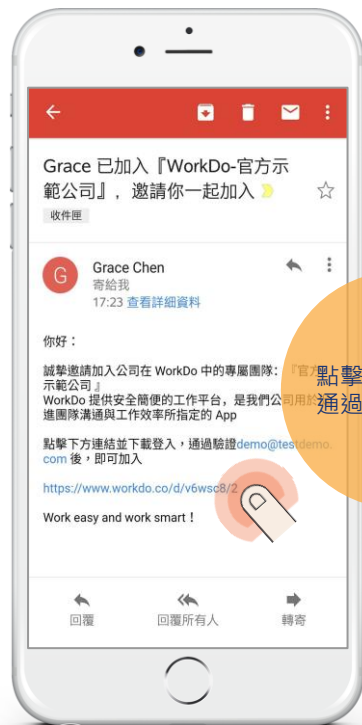 Grace 已加入『WorkDo-官方示
範公司』，邀請你一起加入
收件匣
G
Grace Chen
寄給我
17:23 查看詳細資料
你好：
誠摯邀請加入公司在 WorkDo 中的專屬團隊：『官方
示範公司 』
WorkDo 提供安全簡便的工作平台，是我們公司用於
進團隊溝通與工作效率所指定的 App
點擊下方連結並下載登入，通過驗證demo@testdemo.
com 後，即可加入
https://www.workdo.co/d/v6wsc8/2
Work easy and work smart！
點擊
通過
回覆
回覆所有人
轉寄